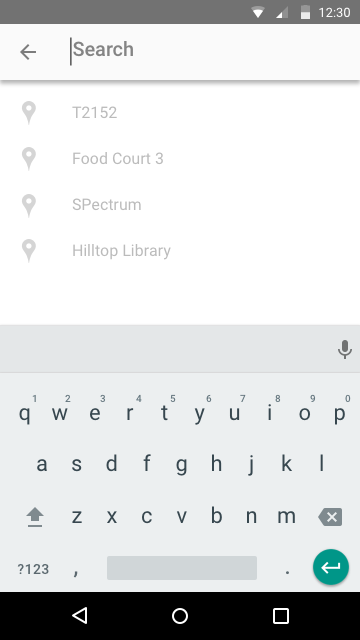 12:30
Search
T2152
Food Court 3
SPectrum
Hilltop Library
1 2 3 4 5 6 7 8 9 0
q w e r t y u i o p
a s d f g h j k l
z x c v b n m
?123 , .